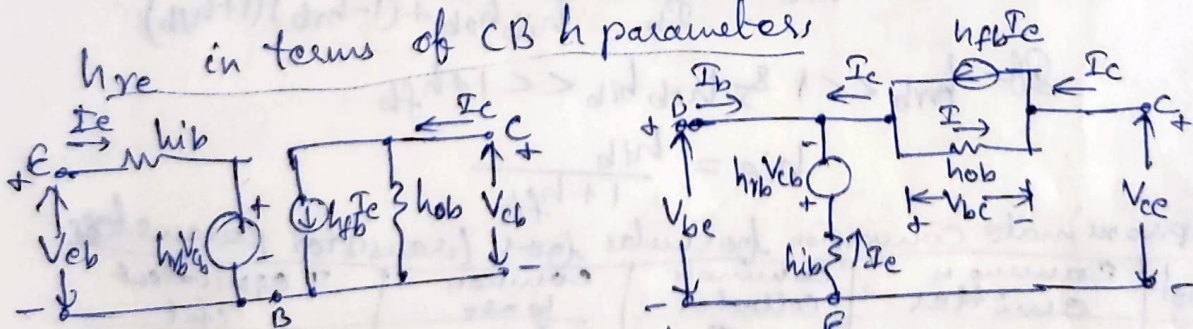 hre in terms of CB h parameters
Ie
hib
Ic
E
C
+
+
Veb
hrbVcb
+
-
hfbIe
hob
Vcb
-
-
B
hfbIe
Ib
Ic
Ic
B
+
C
+
I
hob
-
hrbVcb
+
Vbc
+
-
Vbe
Vce
hib
Ie
-
-
E